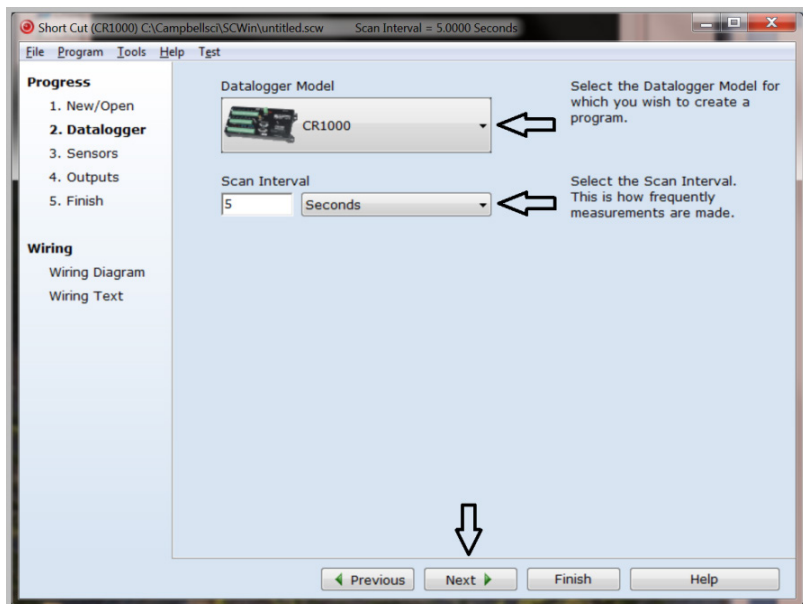 Short Cut (CR1000) C:\Campbellsci\SCWin\untitled.scw Scan Interval = 5.0000 Seconds
File Program Tools Help Test
Progress
1. New/Open
2. Datalogger
3. Sensors
4. Outputs
5. Finish
Wiring
Wiring Diagram
Wiring Text
Datalogger Model
CR1000
Select the Datalogger Model for
which you wish to create a
program.
Scan Interval
5 Seconds
Select the Scan Interval.
This is how frequently
measurements are made.
Previous Next Finish Help